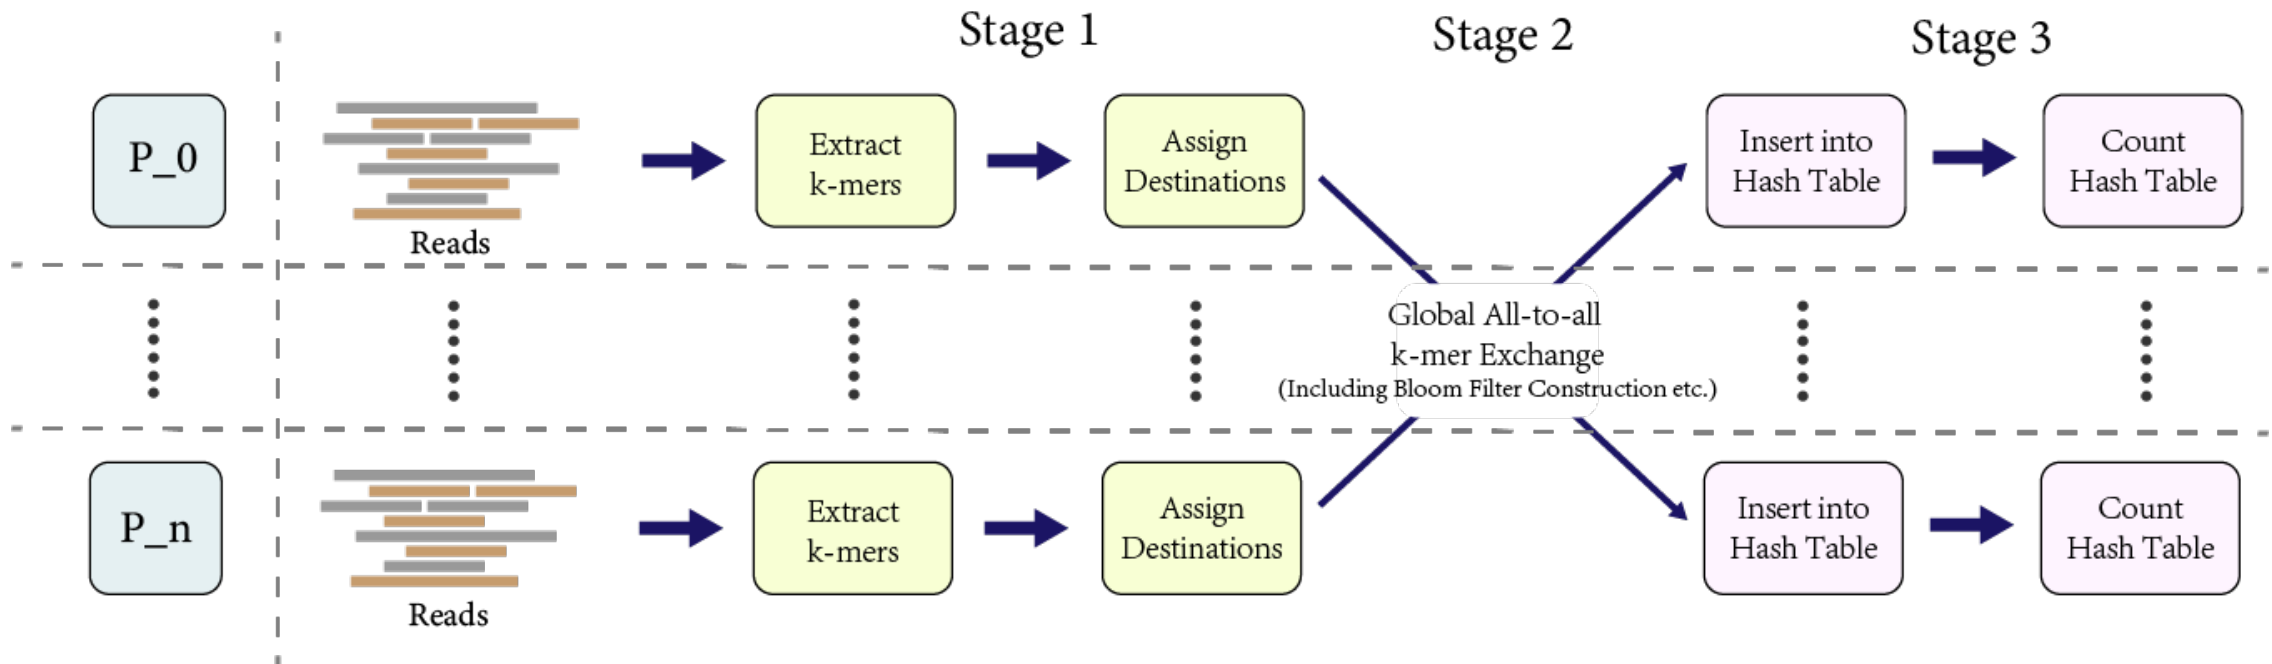 Stage 1
Stage 2
Stage 3
P_0
Reads
Extract
k-mers
Assign
Destinations
Insert into
Hash Table
Count
Hash Table
Global All-to-all
k-mer Exchange
(Including Bloom Filter Construction etc.)
P_n
Reads
Extract
k-mers
Assign
Destinations
Insert into
Hash Table
Count
Hash Table